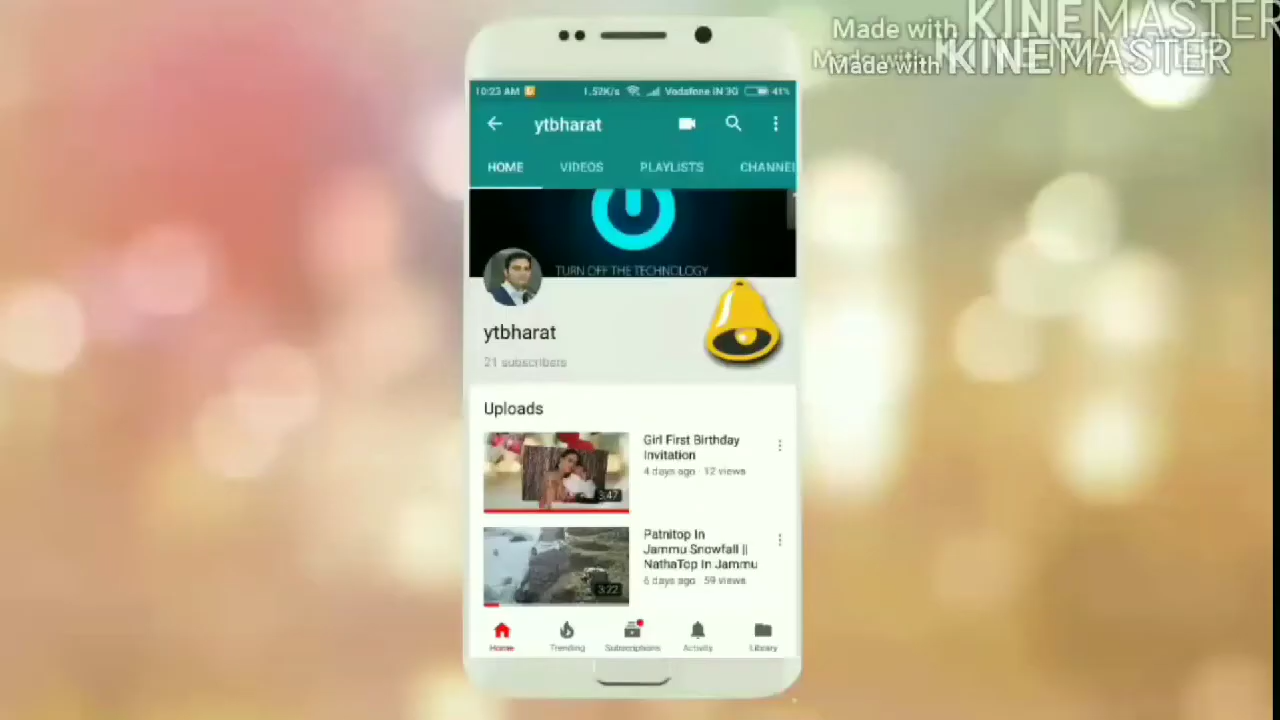 Made with KINEMASTER
Made with KINEMASTER
10:23 AM 1.52K/s Vodafone IN 3G 41%
ytbharat
HOME VIDEOS PLAYLISTS CHANNEL
TURN OFF THE TECHNOLOGY
ytbharat
21 subscribers
Uploads
Girl First Birthday
Invitation
4 days ago · 12 views
3:47
Patnitop In
Jammu Snowfall ||
NathaTop In Jammu
6 days ago · 59 views
3:22
Home Trending Subscriptions Activity Library